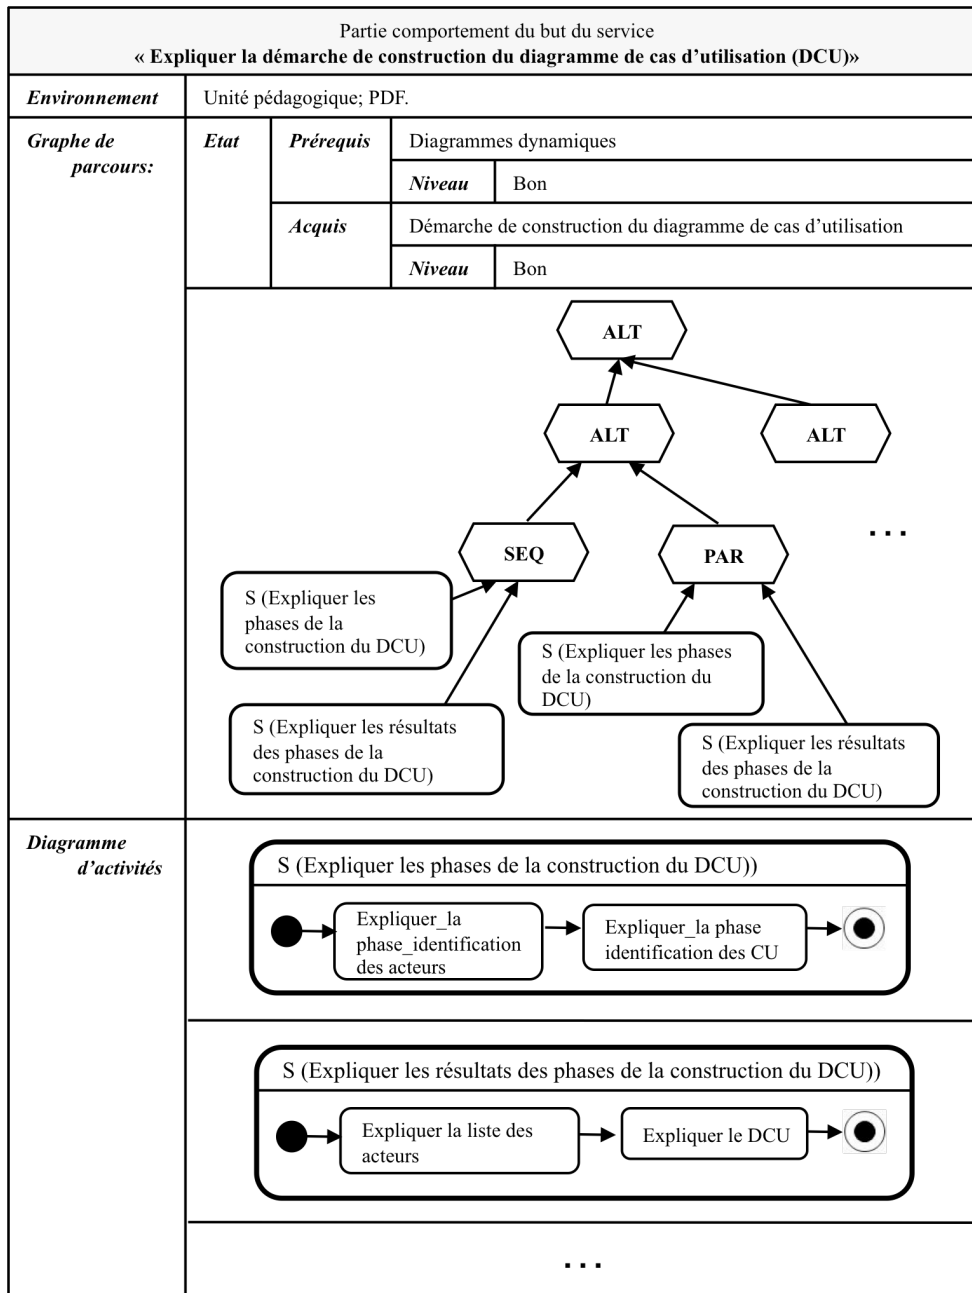 Partie comportement du but du service
« Expliquer la démarche de construction du diagramme de cas d’utilisation (DCU)»
Environnement
Unité pédagogique; PDF.
Graphe de
parcours:
Etat
Prérequis
Diagrammes dynamiques
Niveau
Bon
Acquis
Démarche de construction du diagramme de cas d’utilisation
Niveau
Bon
ALT
ALT
ALT
SEQ
PAR
...
S (Expliquer les
phases de la
construction du DCU)
S (Expliquer les phases
de la construction du
DCU)
S (Expliquer les résultats
des phases de la
construction du DCU)
S (Expliquer les résultats
des phases de la
construction du DCU)
Diagramme
d’activités
S (Expliquer les phases de la construction du DCU))
Expliquer_la
phase_identification
des acteurs
Expliquer_la phase
identification des CU
S (Expliquer les résultats des phases de la construction du DCU))
Expliquer la liste des
acteurs
Expliquer le DCU
...